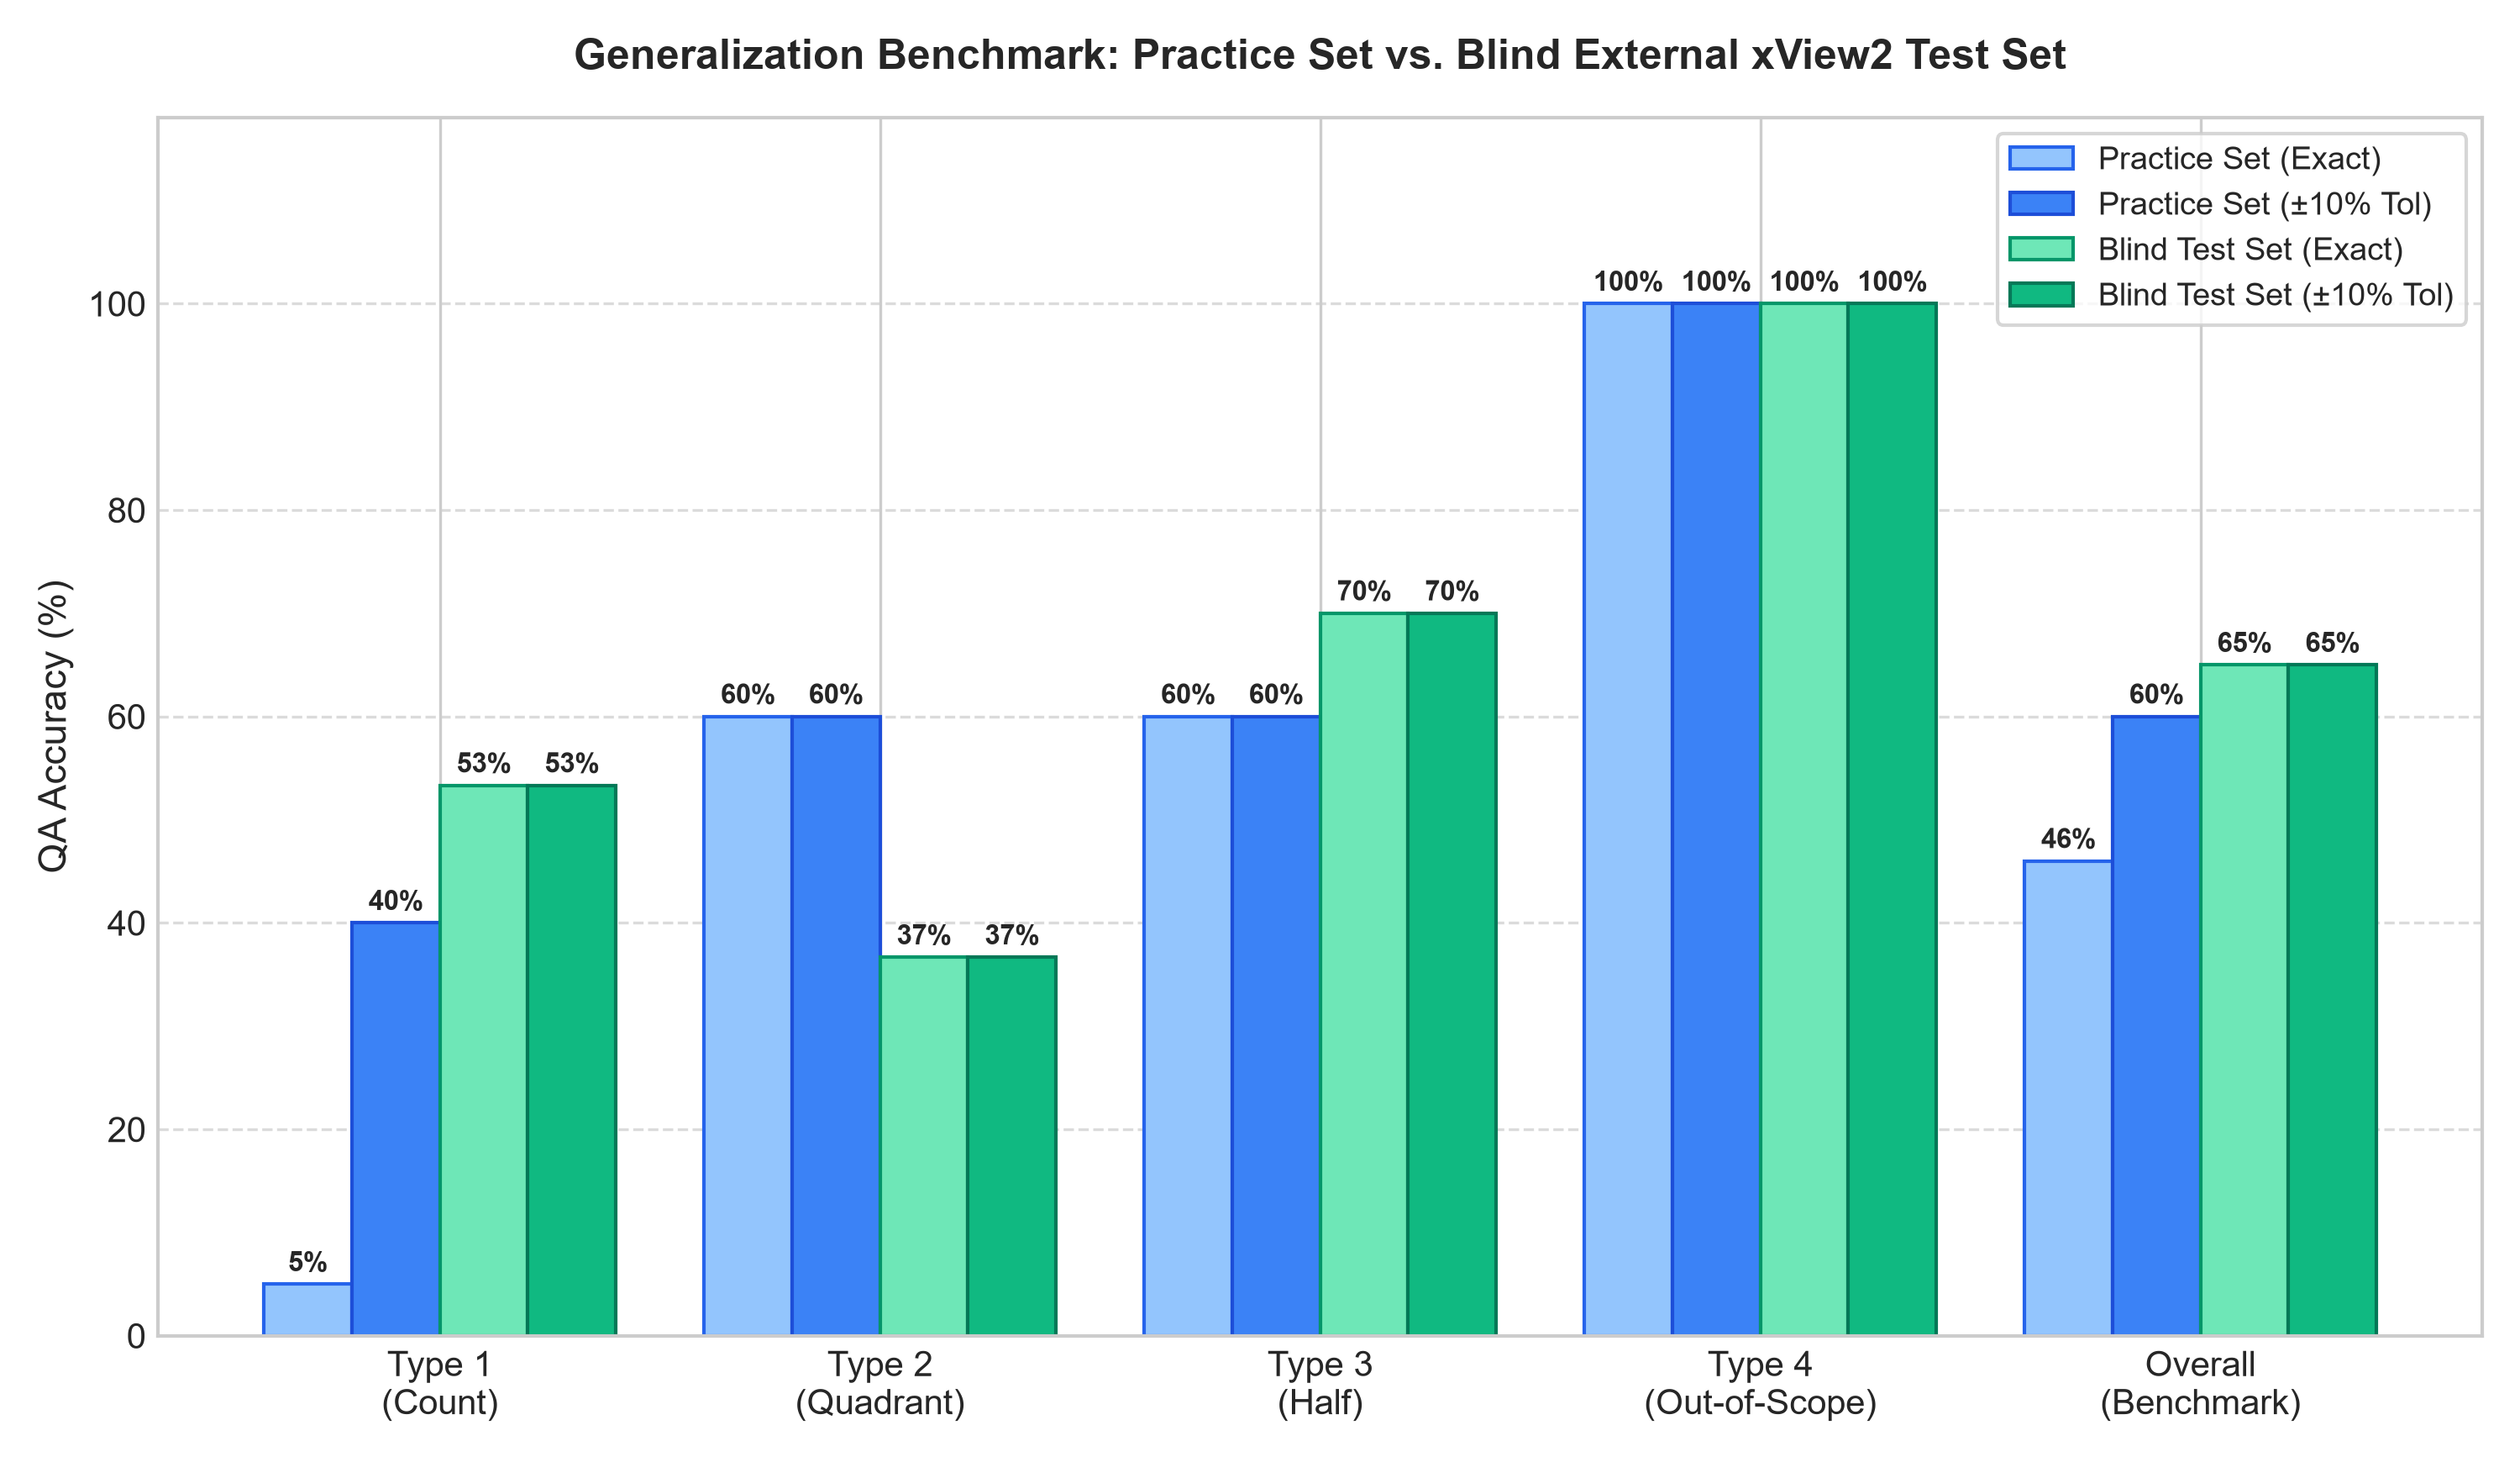 Generalization Benchmark: Practice Set vs. Blind External xView2 Test Set
Practice Set (Exact)
Practice Set (±10% Tol)
Blind Test Set (Exact)
Blind Test Set (±10% Tol)
QA Accuracy (%)
100
80
60
40
20
0
5%
40%
53%
53%
60%
60%
37%
37%
60%
60%
70%
70%
100%
100%
100%
100%
46%
60%
65%
65%
Type 1
(Count)
Type 2
(Quadrant)
Type 3
(Half)
Type 4
(Out-of-Scope)
Overall
(Benchmark)